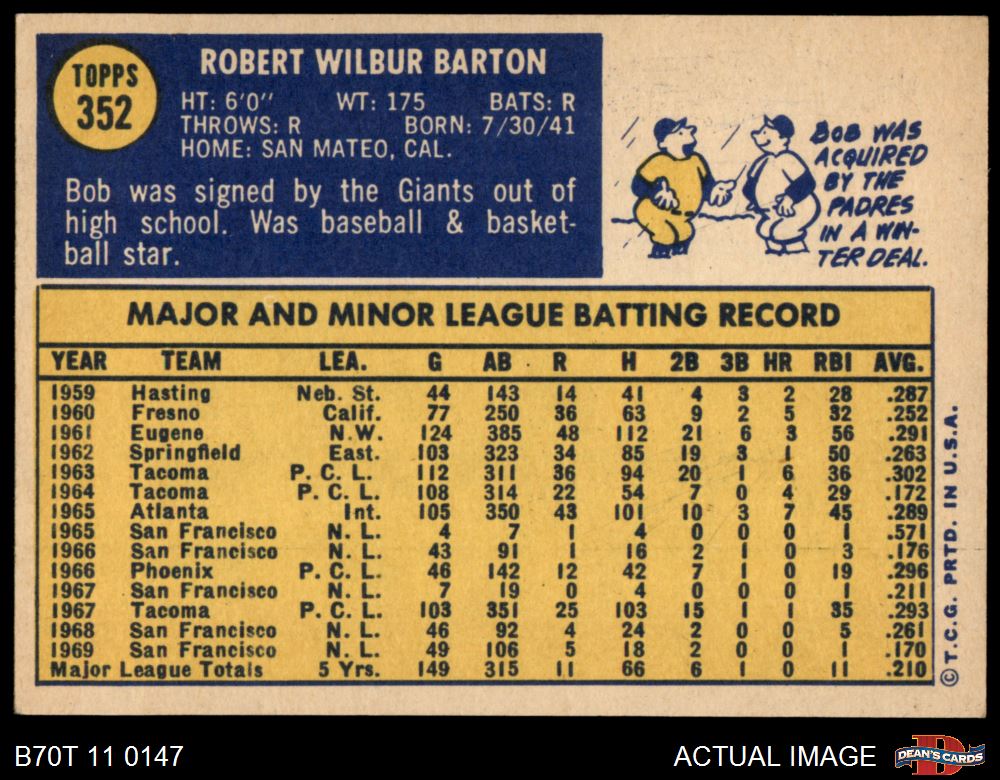 TOPPS
352
ROBERT WILBUR BARTON
HT: 6'0" WT: 175 BATS: R
THROWS: R BORN: 7/30/41
HOME: SAN MATEO, CAL.
Bob was signed by the Giants out of
high school. Was baseball & basket-
ball star.
BOB WAS
ACQUIRED
BY THE
PADRES
IN A WIN-
TER DEAL.
MAJOR AND MINOR LEAGUE BATTING RECORD
YEAR TEAM LEA. G AB R H 2B 3B HR RBI AVG.
1959 Hasting Neb. St. 44 143 14 41 4 3 2 28 .287
1960 Fresno Calif. 77 250 36 63 9 2 5 32 .252
1961 Eugene N.W. 124 385 48 112 21 6 3 56 .291
1962 Springfield East. 103 323 34 85 19 3 1 50 .263
1963 Tacoma P. C. L. 112 311 36 94 20 1 6 36 .302
1964 Tacoma P. C. L. 108 314 22 54 7 0 4 29 .172
1965 Atlanta Int. 105 350 43 101 10 3 7 45 .289
1965 San Francisco N. L. 4 7 1 4 0 0 0 1 .571
1966 San Francisco N. L. 43 91 1 16 2 1 0 3 .176
1966 Phoenix P. C. L. 46 142 12 42 7 1 0 19 .296
1967 San Francisco N. L. 7 19 0 4 0 0 0 1 .211
1967 Tacoma P. C. L. 103 351 25 103 15 1 1 35 .293
1968 San Francisco N. L. 46 92 4 24 2 0 0 5 .261
1969 San Francisco N. L. 49 106 5 18 2 0 0 1 .170
Major League Totals 5 Yrs. 149 315 11 66 6 1 0 11 .210
© T.C.G. PRTD. IN U.S.A.
B70T 11 0147
ACTUAL IMAGE
D
DEAN'S CARDS